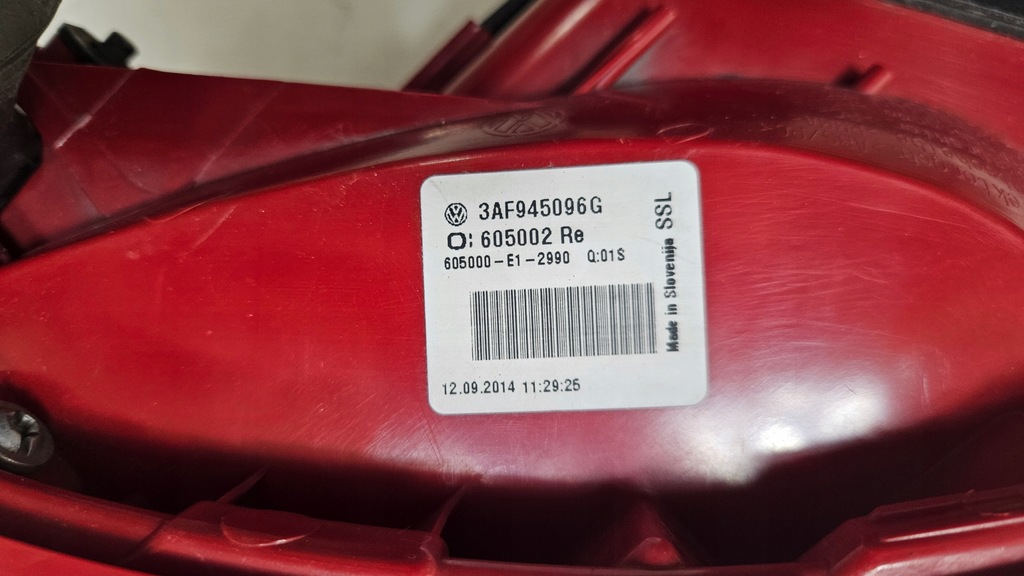 3AF945096G
O: 605002 Re
605000-E1-2990 Q:01S
12.09.2014 11:29:25
Made in Slovenija SSL